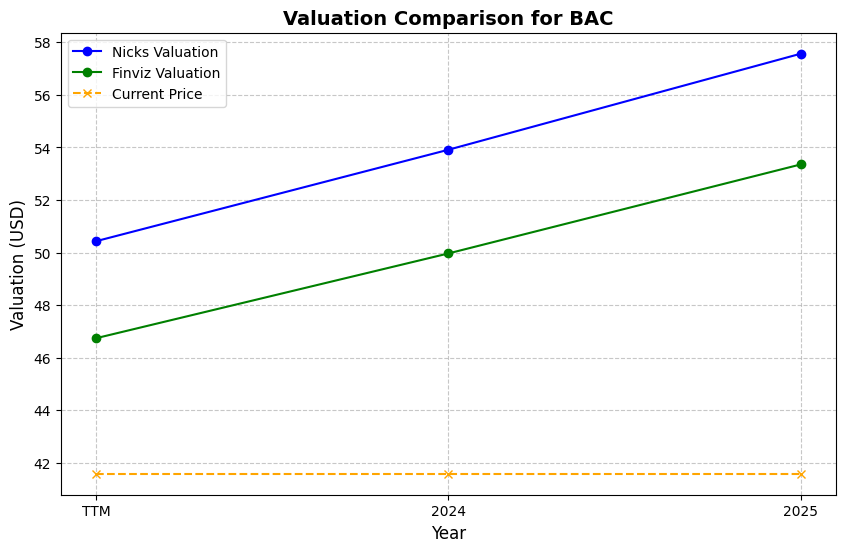 Valuation Comparison for BAC
Nicks Valuation
Finviz Valuation
Current Price
Valuation (USD)
58
56
54
52
50
48
46
44
42
TTM
2024
2025
Year